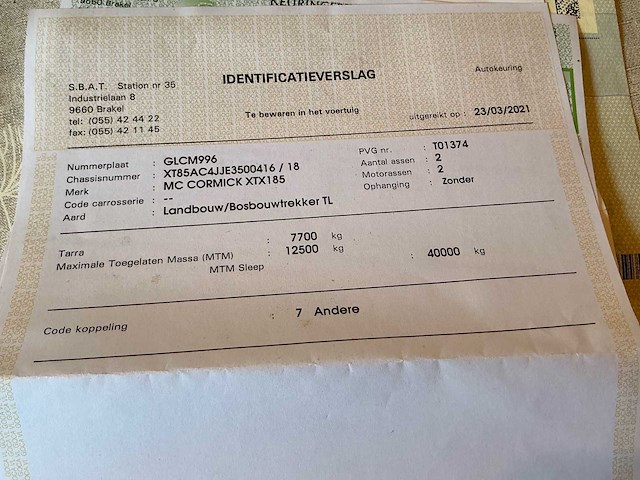 9660 Brakel
S.B.A.T. Station nr 35
Industrielaan 8
9660 Brakel
tel: (055) 42 44 22
fax: (055) 42 11 45
IDENTIFICATIEVERSLAG
Autokeuring
Te bewaren in het voertuig
uitgereikt op : 23/03/2021
Nummerplaat : GLCM996
Chassisnummer : XT85AC4JJE3500416 / 18
Merk : MC CORMICK XTX185
Code carrosserie : --
Aard : Landbouw/Bosbouwtrekker TL
PVG nr. : T01374
Aantal assen : 2
Motorassen : 2
Ophanging : Zonder
Tarra : 7700 kg
Maximale Toegelaten Massa (MTM) : 12500 kg
MTM Sleep : 40000 kg
Code koppeling : 7 Andere